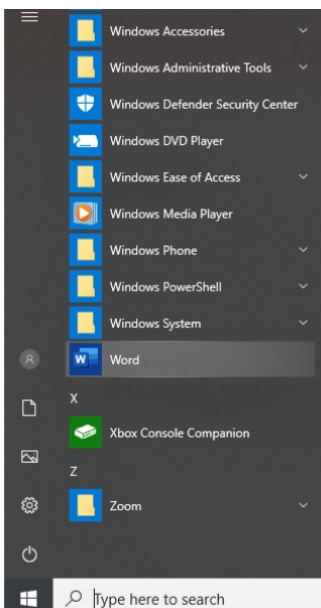 Windows Accessories
Windows Administrative Tools
Windows Defender Security Center
Windows DVD Player
Windows Ease of Access
Windows Media Player
Windows Phone
Windows PowerShell
Windows System
W Word
X
Xbox Console Companion
Z
Zoom
Type here to search